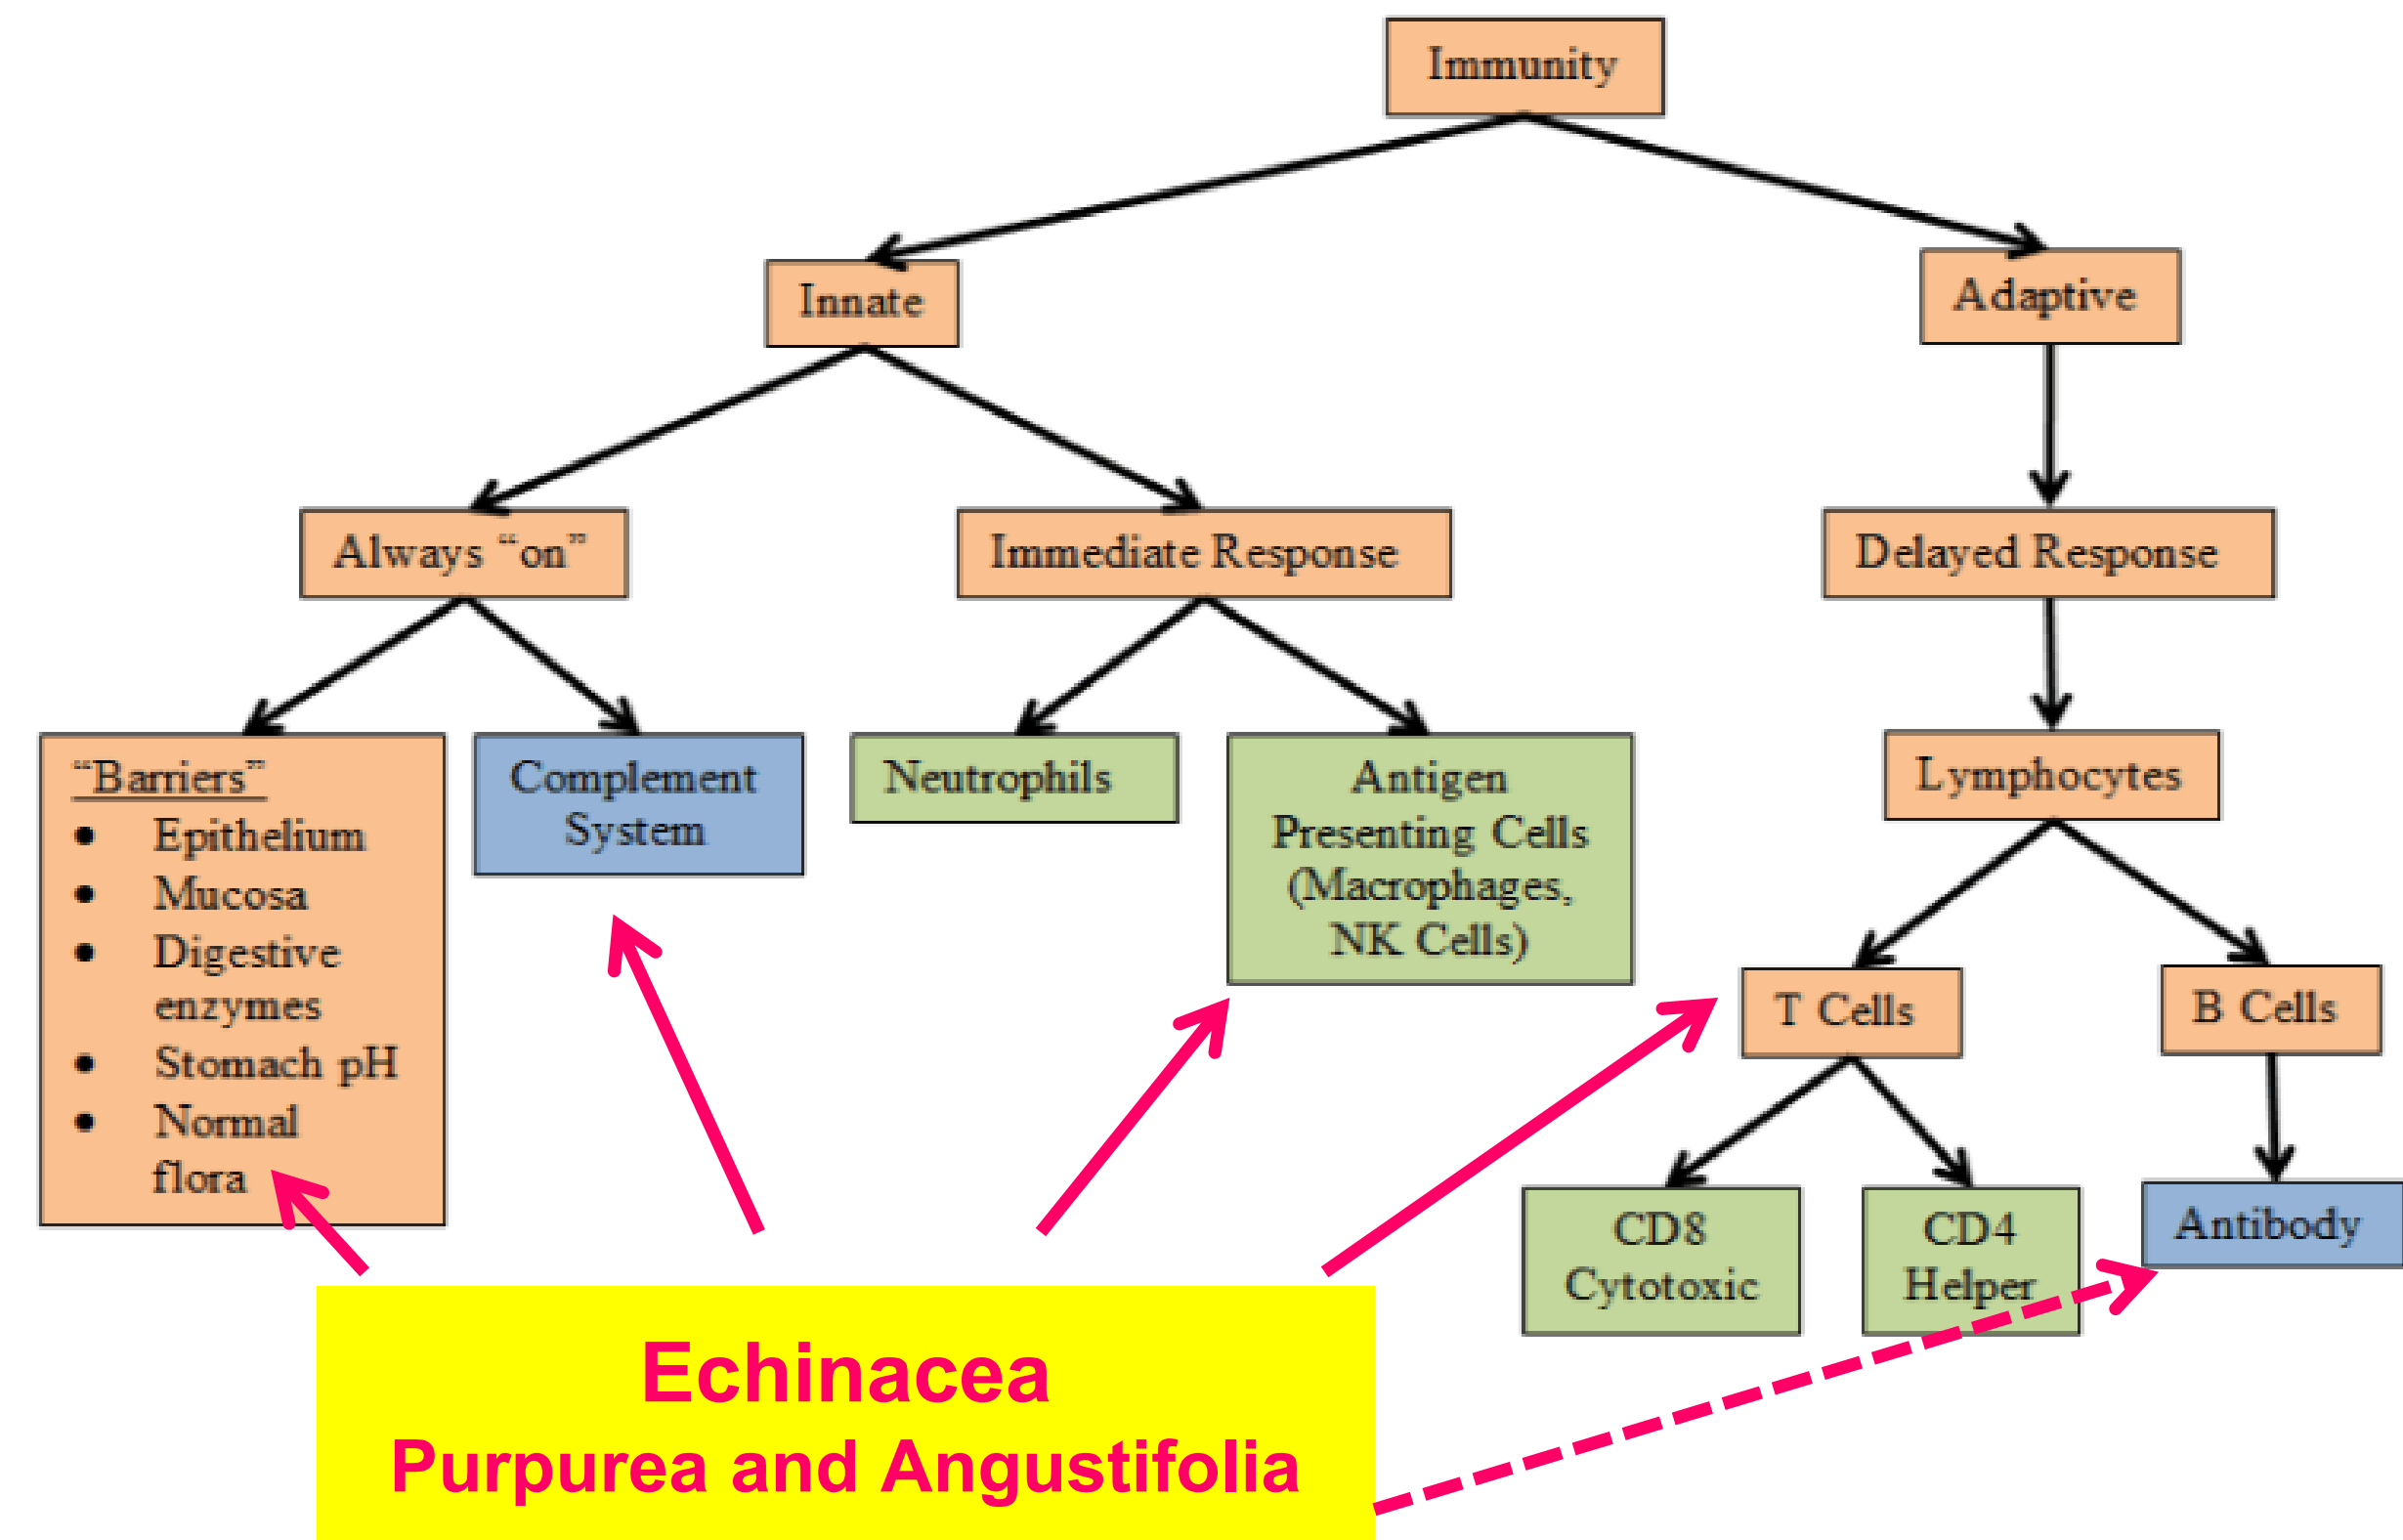 Immunity
Innate
Adaptive
Always “on”
Immediate Response
Delayed Response
“Barriers”
• Epithelium
• Mucosa
• Digestive
enzymes
• Stomach pH
• Normal
flora
Complement
System
Neutrophils
Antigen
Presenting Cells
(Macrophages,
NK Cells)
Lymphocytes
T Cells
B Cells
CD8
Cytotoxic
CD4
Helper
Antibody
Echinacea
Purpurea and Angustifolia